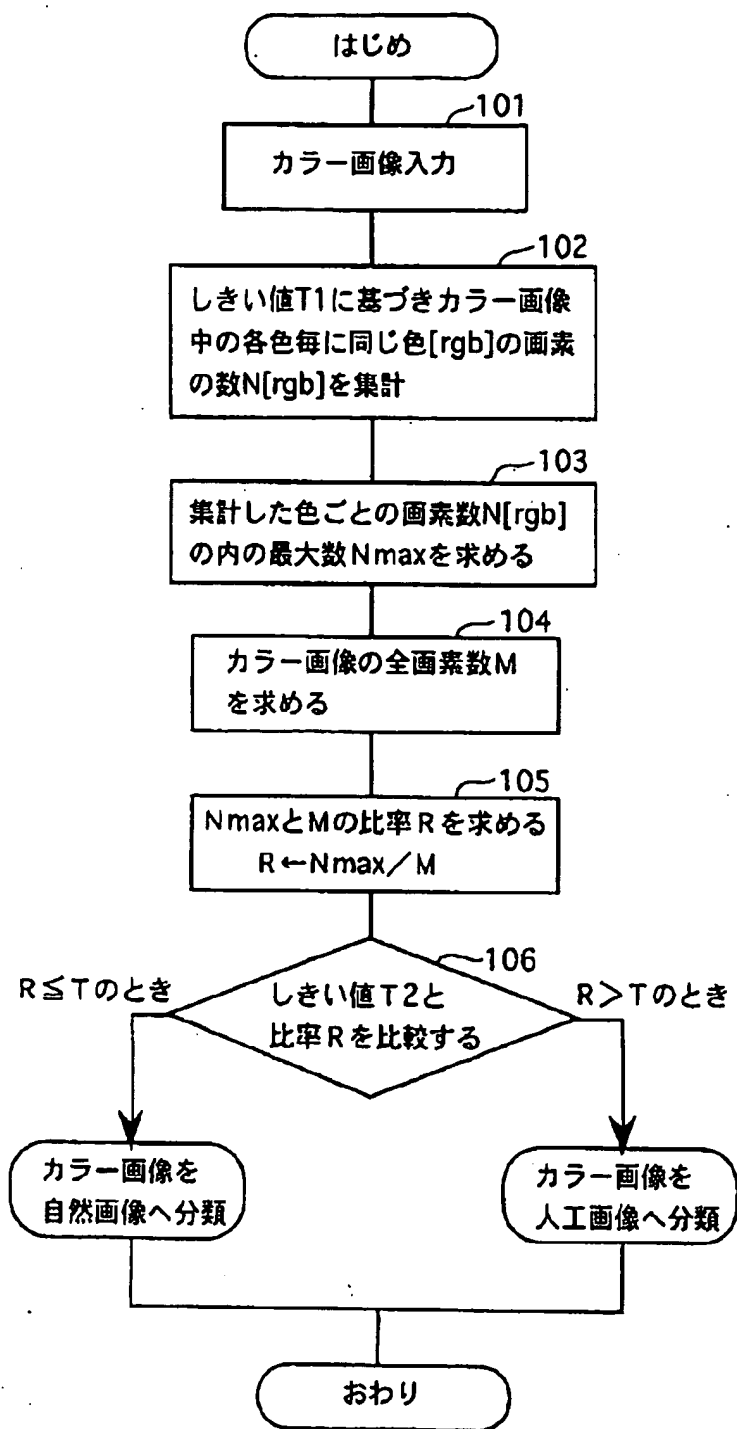 はじめ
101
カラー画像入力
102
しきい値T1に基づきカラー画像
中の各色毎に同じ色[rgb]の画素
の数N[rgb]を集計
103
集計した色ごとの画素数N[rgb]
の内の最大数Nmaxを求める
104
カラー画像の全画素数M
を求める
105
NmaxとMの比率Rを求める
R←Nmax／M
106
R≦Tのとき
しきい値T2と
比率Rを比較する
R＞Tのとき
カラー画像を
自然画像へ分類
カラー画像を
人工画像へ分類
おわり